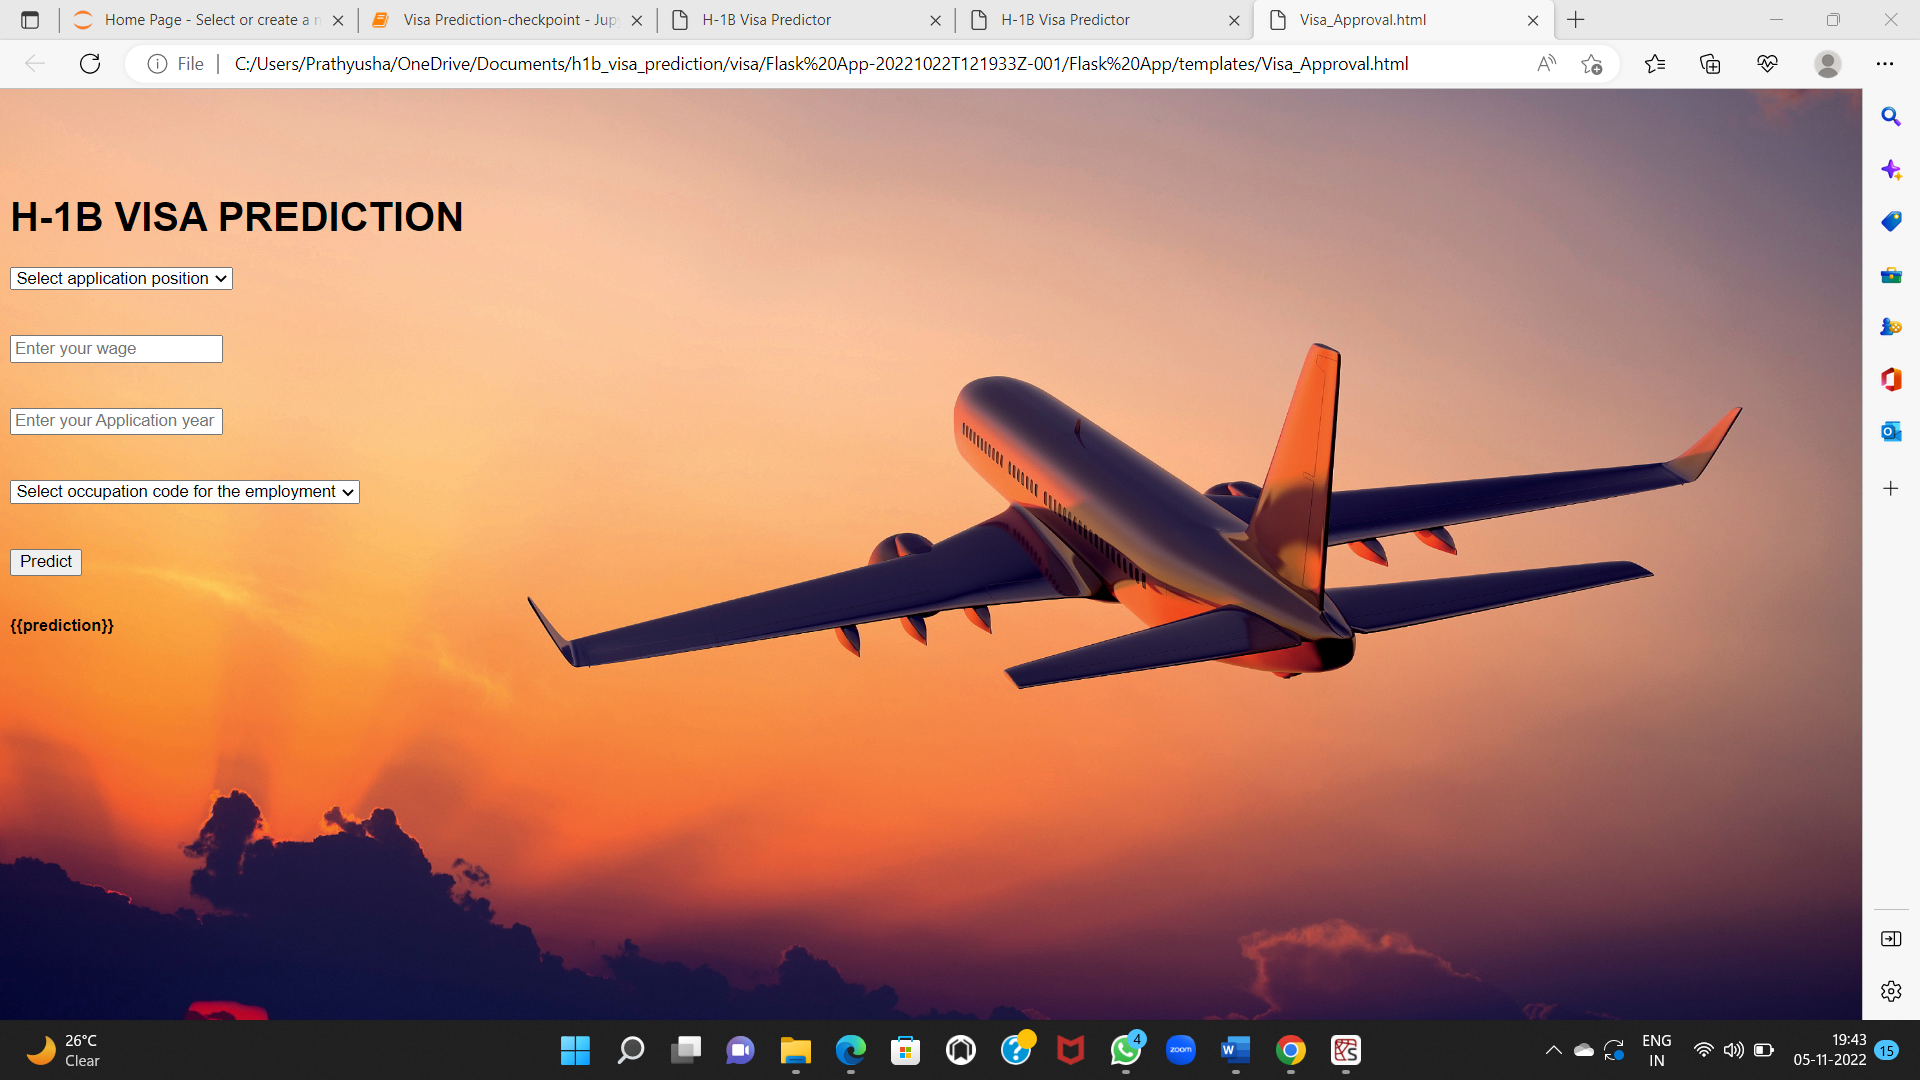 Home Page - Select or create a n
Visa Prediction-checkpoint - Jup
H-1B Visa Predictor
H-1B Visa Predictor
Visa_Approval.html
File
C:/Users/Prathyusha/OneDrive/Documents/h1b_visa_prediction/visa/Flask%20App-20221022T121933Z-001/Flask%20App/templates/Visa_Approval.html
H-1B VISA PREDICTION
Select application position
Enter your wage
Enter your Application year
Select occupation code for the employment
Predict
{{prediction}}
26°C
Clear
4
zoom
ENG
IN
19:43
05-11-2022
15